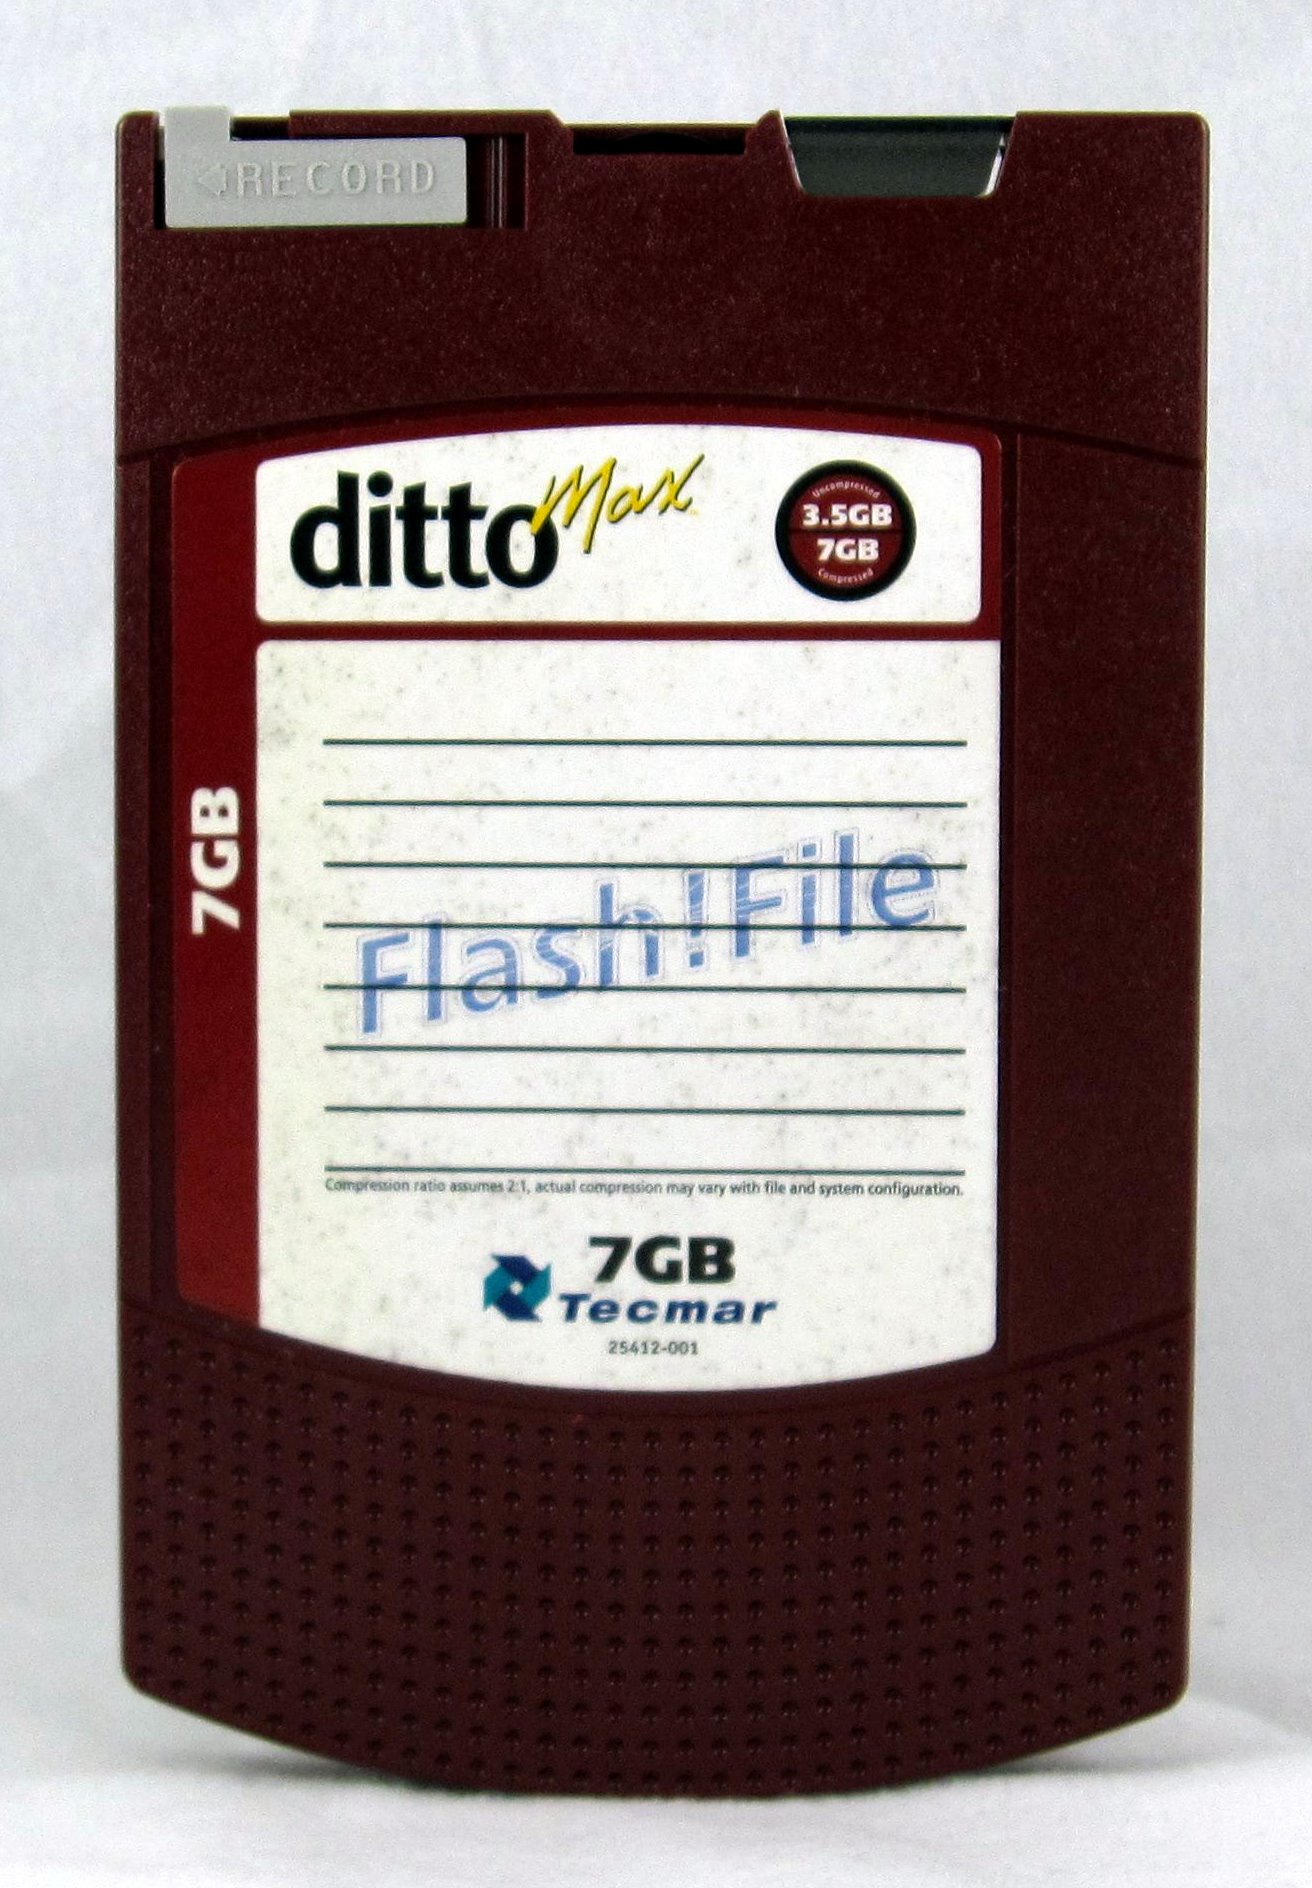 RECORD
ditto Max
Uncompressed
3.5GB
7GB
Compressed
7GB
Flash!File
Compression ratio assumes 2:1, actual compression may vary with file and system configuration.
7GB
Tecmar
25412-001